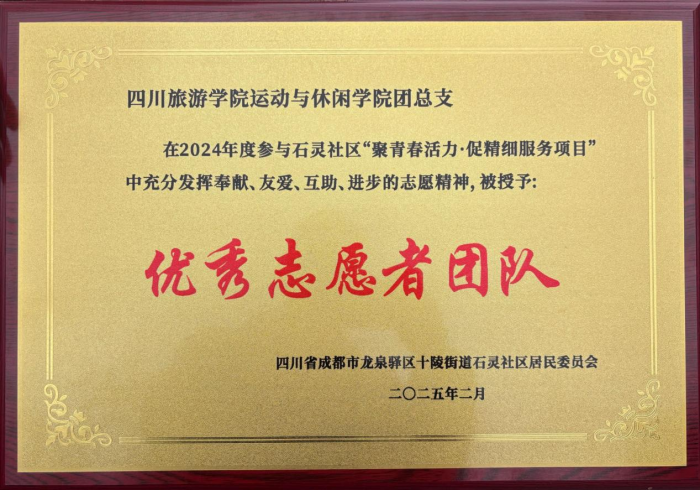 四川旅游学院运动与休闲学院团总支
在2024年度参与石灵社区“聚青春活力·促精细服务项目”
中充分发挥奉献、友爱、互助、进步的志愿精神,被授予:
优秀志愿者团队
四川省成都市龙泉驿区十陵街道石灵社区居民委员会
二〇二五年二月